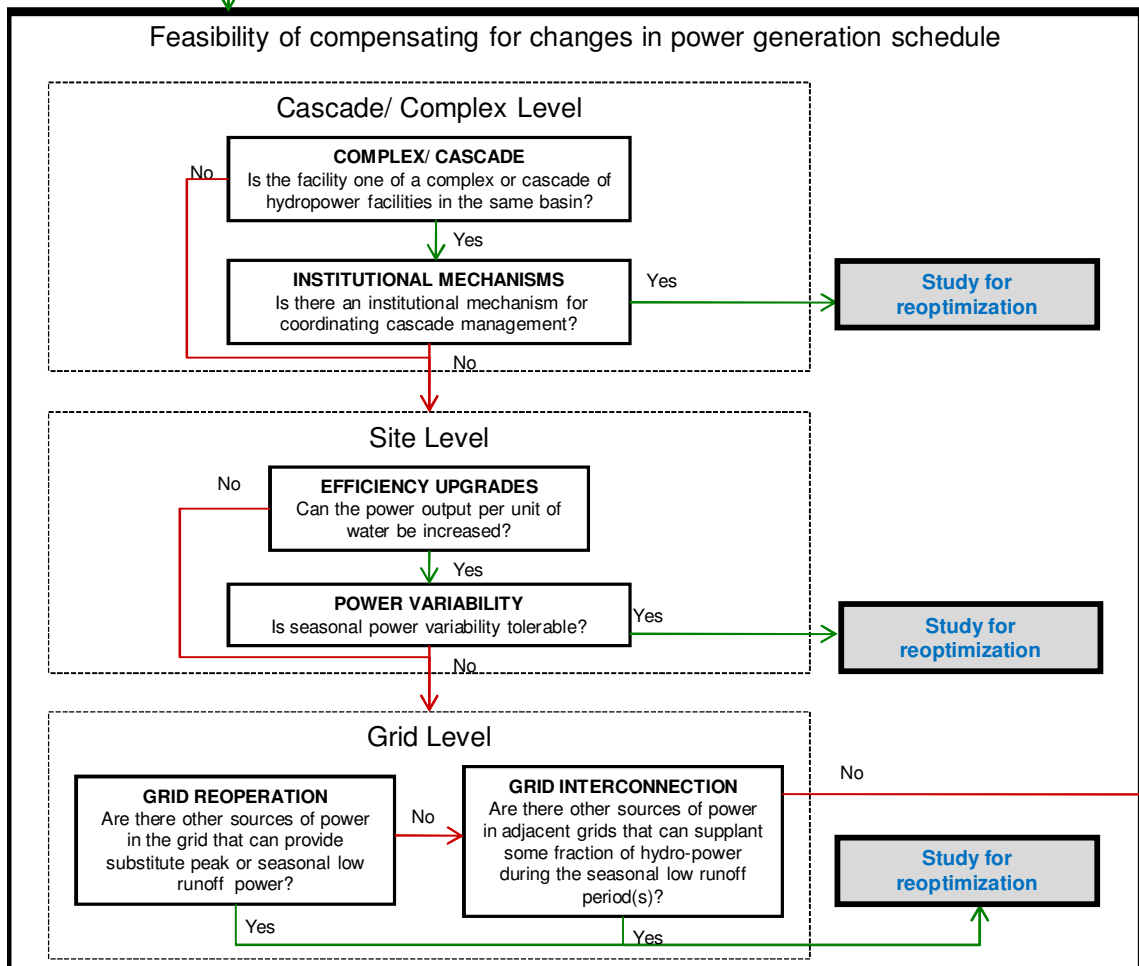 Feasibility of compensating for changes in power generation schedule
Cascade/ Complex Level
COMPLEX/ CASCADE
Is the facility one of a complex or cascade of
hydropower facilities in the same basin?
No
Yes
INSTITUTIONAL MECHANISMS
Is there an institutional mechanism for
coordinating cascade management?
Yes
Study for
reoptimization
No
Site Level
No
EFFICIENCY UPGRADES
Can the power output per unit of
water be increased?
Yes
POWER VARIABILITY
Is seasonal power variability tolerable?
Yes
Study for
reoptimization
No
Grid Level
GRID REOPERATION
Are there other sources of power
in the grid that can provide
substitute peak or seasonal low
runoff power?
No
GRID INTERCONNECTION
Are there other sources of power
in adjacent grids that can supplant
some fraction of hydro-power
during the seasonal low runoff
period(s)?
No
Study for
reoptimization
Yes
Yes